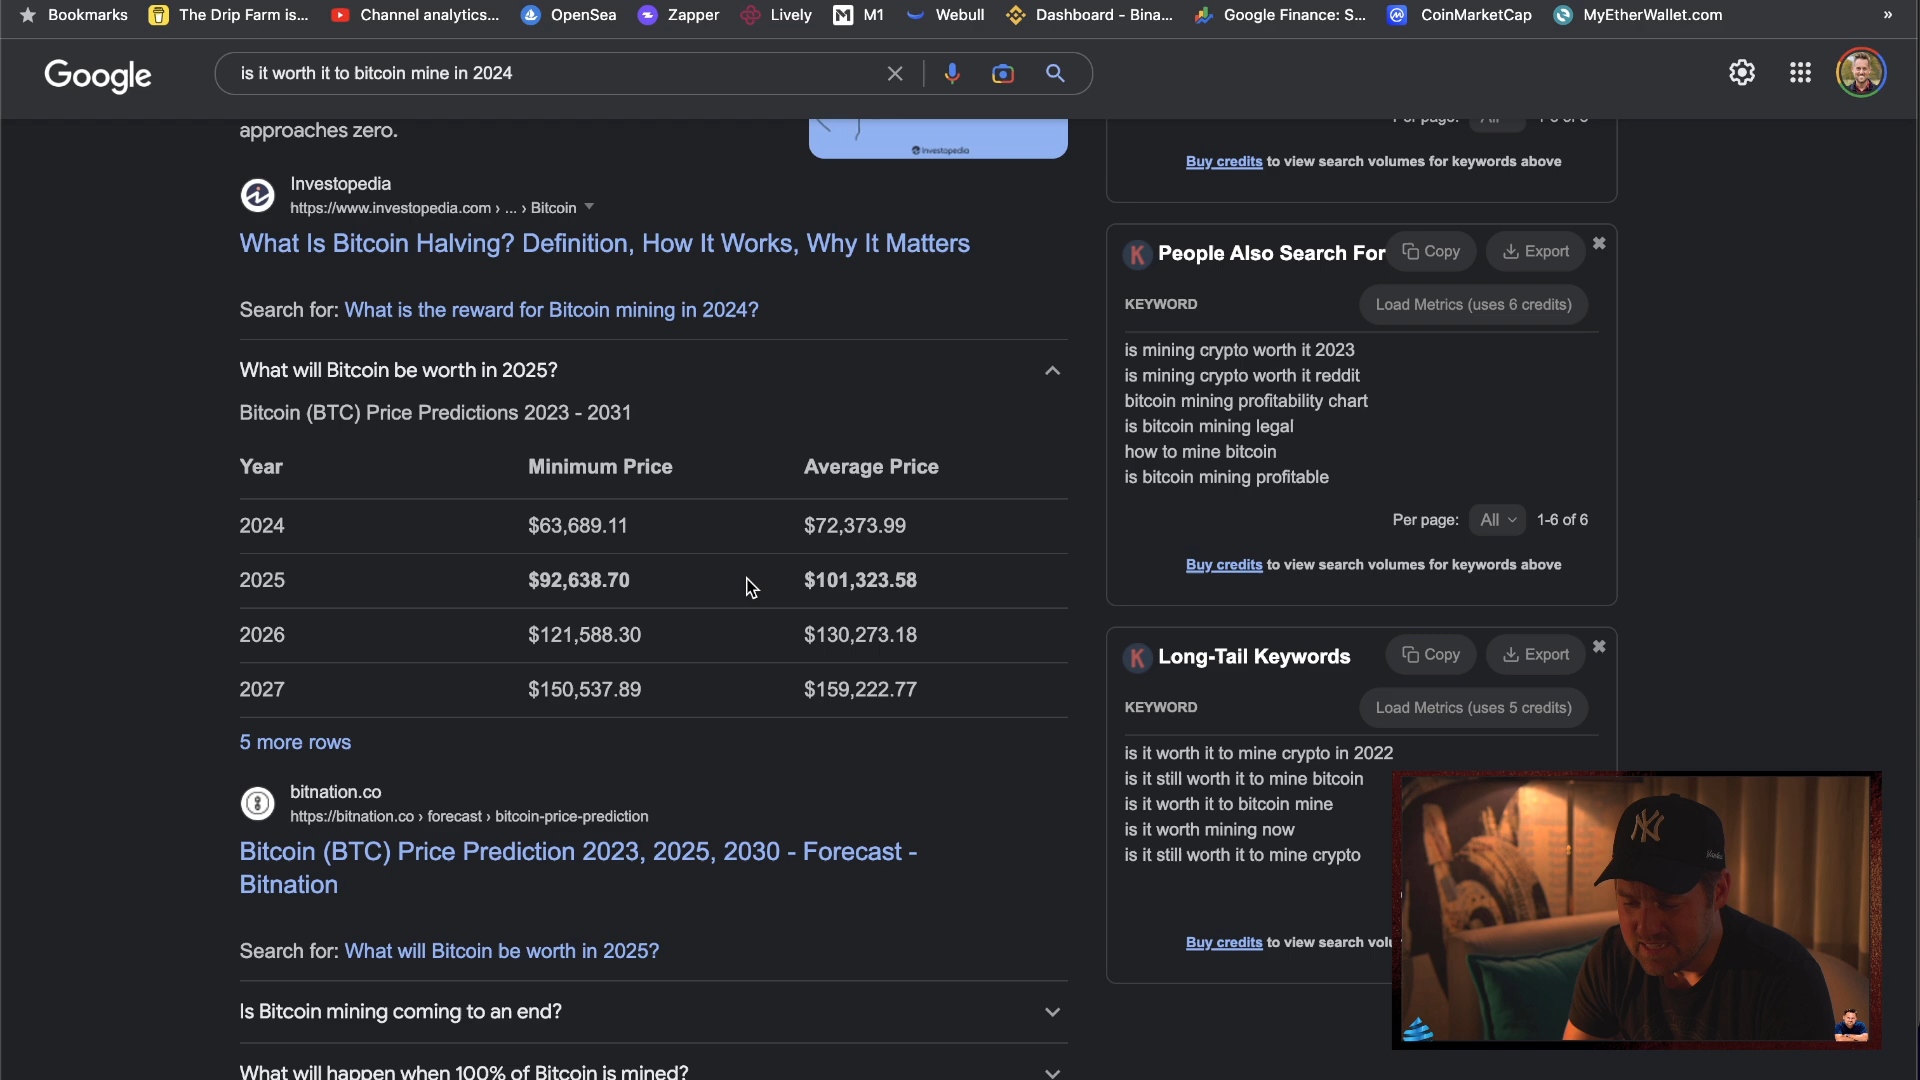 Bookmarks The Drip Farm is... Channel analytics... OpenSea Zapper Lively M1 Webull Dashboard - Bina... Google Finance: S... CoinMarketCap MyEtherWallet.com »
Google
is it worth it to bitcoin mine in 2024
approaches zero.
Investopedia
Investopedia
https://www.investopedia.com › ... › Bitcoin
What Is Bitcoin Halving? Definition, How It Works, Why It Matters
Search for: What is the reward for Bitcoin mining in 2024?
What will Bitcoin be worth in 2025?
Bitcoin (BTC) Price Predictions 2023 - 2031
Year Minimum Price Average Price
2024 $63,689.11 $72,373.99
2025 $92,638.70 $101,323.58
2026 $121,588.30 $130,273.18
2027 $150,537.89 $159,222.77
5 more rows
bitnation.co
https://bitnation.co › forecast › bitcoin-price-prediction
Bitcoin (BTC) Price Prediction 2023, 2025, 2030 - Forecast -
Bitnation
Search for: What will Bitcoin be worth in 2025?
Is Bitcoin mining coming to an end?
What will happen when 100% of Bitcoin is mined?
Buy credits to view search volumes for keywords above
K People Also Search For Copy Export
KEYWORD Load Metrics (uses 6 credits)
is mining crypto worth it 2023
is mining crypto worth it reddit
bitcoin mining profitability chart
is bitcoin mining legal
how to mine bitcoin
is bitcoin mining profitable
Per page: All 1-6 of 6
Buy credits to view search volumes for keywords above
K Long-Tail Keywords Copy Export
KEYWORD Load Metrics (uses 5 credits)
is it worth it to mine crypto in 2022
is it still worth it to mine bitcoin
is it worth it to bitcoin mine
is it worth mining now
is it still worth it to mine crypto
Buy credits to view search
NY